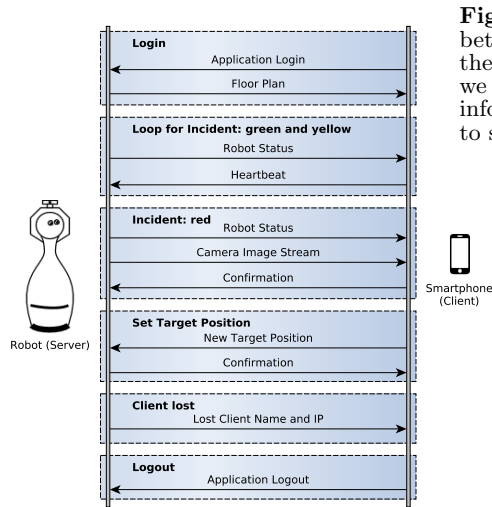 Login
Application Login
Floor Plan
Loop for Incident: green and yellow
Robot Status
Heartbeat
Incident: red
Robot Status
Camera Image Stream
Confirmation
Set Target Position
New Target Position
Confirmation
Client lost
Lost Client Name and IP
Logout
Application Logout
Robot (Server)
Smartphone
(Client)
Fig
bet
the
we
info
to s